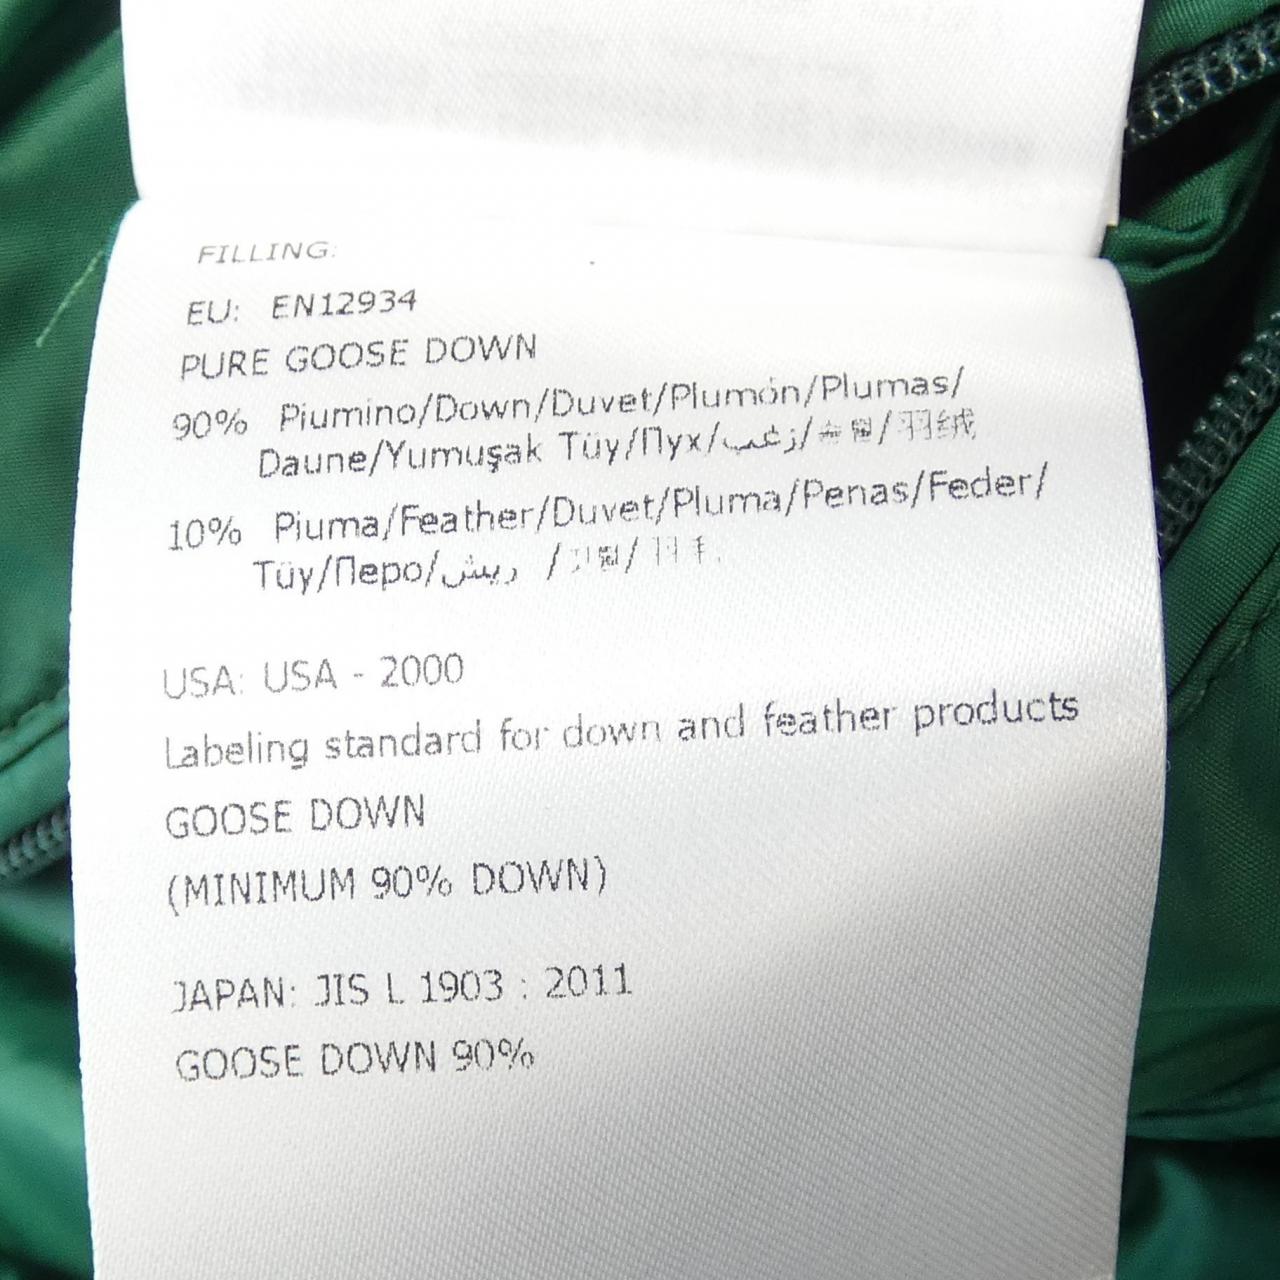 FILLING:
EU: EN12934
PURE GOOSE DOWN
90% Piumino/Down/Duvet/Plumón/Plumas/
Daune/Yumuşak Tüy/Пух/زغب/羽绒
10% Piuma/Feather/Duvet/Pluma/Penas/Feder/
Tüy/Перо/ريش /
USA: USA - 2000
Labeling standard for down and feather products
GOOSE DOWN
(MINIMUM 90% DOWN)
JAPAN: JIS L 1903 : 2011
GOOSE DOWN 90%